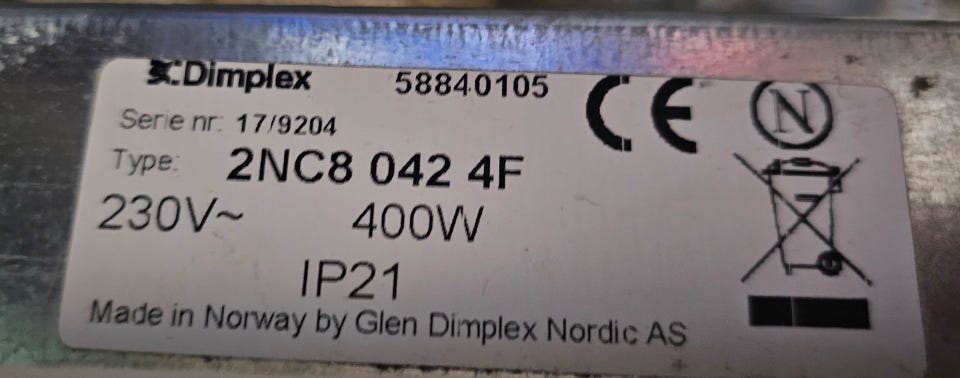 Dimplex 58840105
CE N
Serie nr: 17/9204
Type: 2NC8 042 4F
230V~ 400W
IP21
Made in Norway by Glen Dimplex Nordic AS